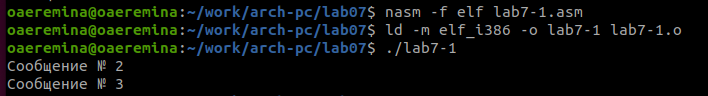 oaeremina@oaeremina:~/work/arch-pc/lab07$ nasm -f elf lab7-1.asm
oaeremina@oaeremina:~/work/arch-pc/lab07$ ld -m elf_i386 -o lab7-1 lab7-1.o
oaeremina@oaeremina:~/work/arch-pc/lab07$ ./lab7-1
Сообщение № 2
Сообщение № 3